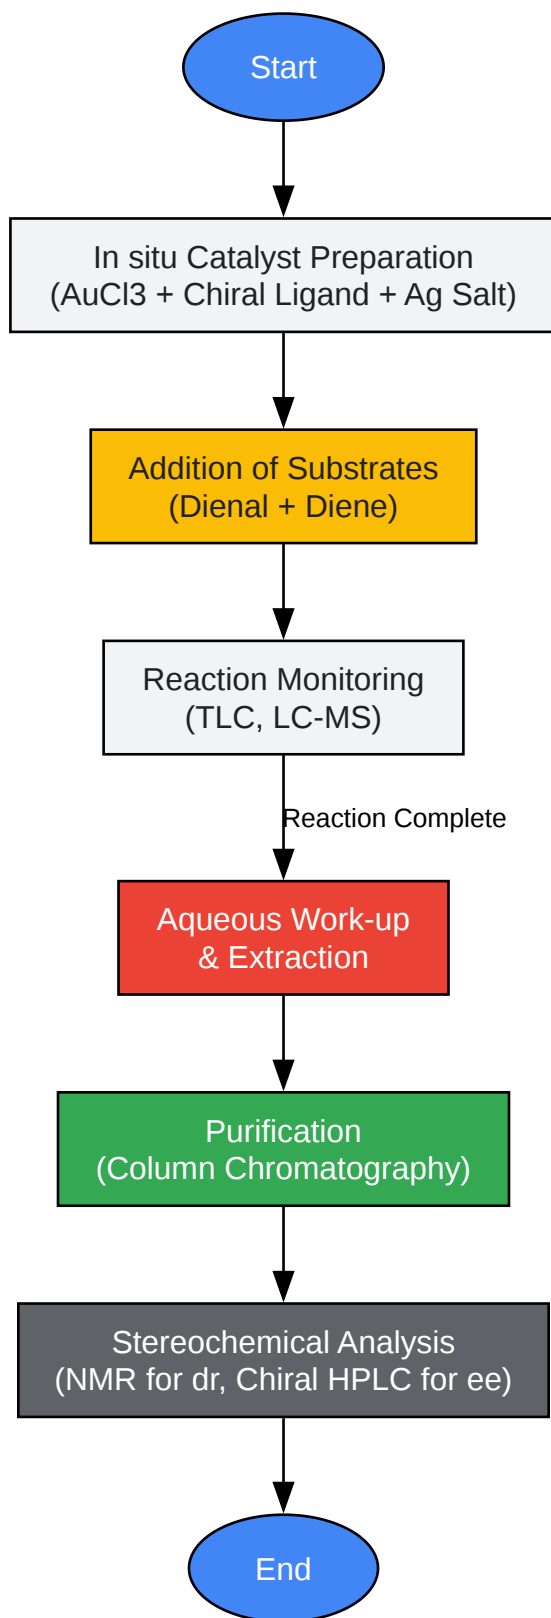 Start
In situ Catalyst Preparation
(AuCl3 + Chiral Ligand + Ag Salt)
Addition of Substrates
(Dienal + Diene)
Reaction Monitoring
(TLC, LC-MS)
Reaction Complete
Aqueous Work-up
& Extraction
Purification
(Column Chromatography)
Stereochemical Analysis
(NMR for dr, Chiral HPLC for ee)
End